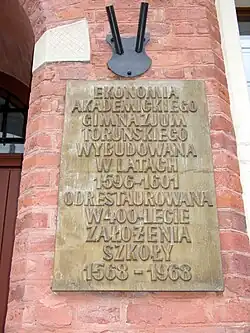 EKONOMIA
AKADEMICKIEGO
GIMNAZJUM
TORUŃSKIEGO
WYBUDOWANA
W LATACH
1596-1601
ODRESTAUROWANA
W 400-LECIE
ZAŁOŻENIA
SZKOŁY
1568-1968